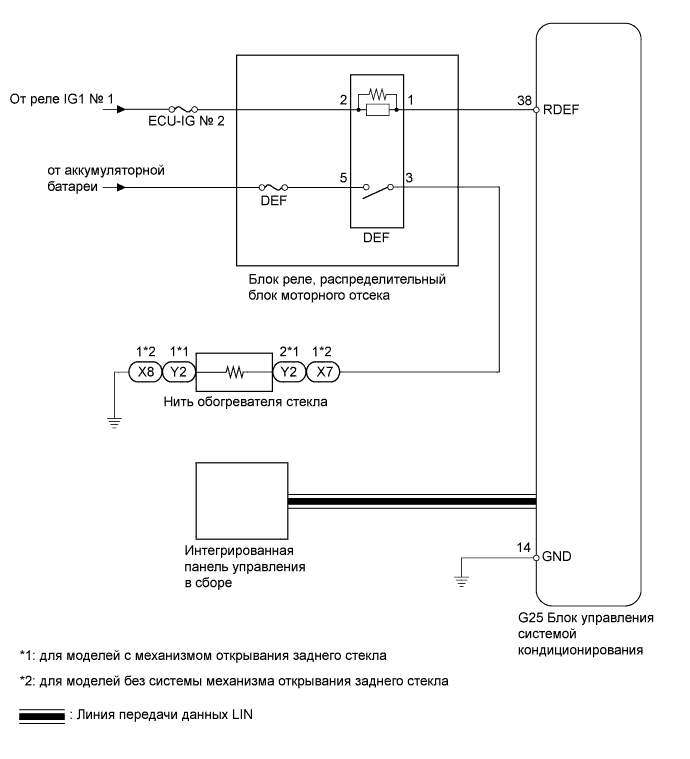 От реле IG1 № 1
ECU-IG № 2
2
1
38
RDEF
от аккумуляторной
батареи
DEF
5
3
DEF
Блок реле, распределительный
блок моторного отсека
1*2
1*1
2*1
1*2
X8
Y2
Y2
X7
Нить обогревателя стекла
Интегрированная
панель управления
в сборе
14
GND
G25 Блок управления
системой
кондиционирования
*1: для моделей с механизмом открывания заднего стекла
*2: для моделей без системы механизма открывания заднего стекла
: Линия передачи данных LIN